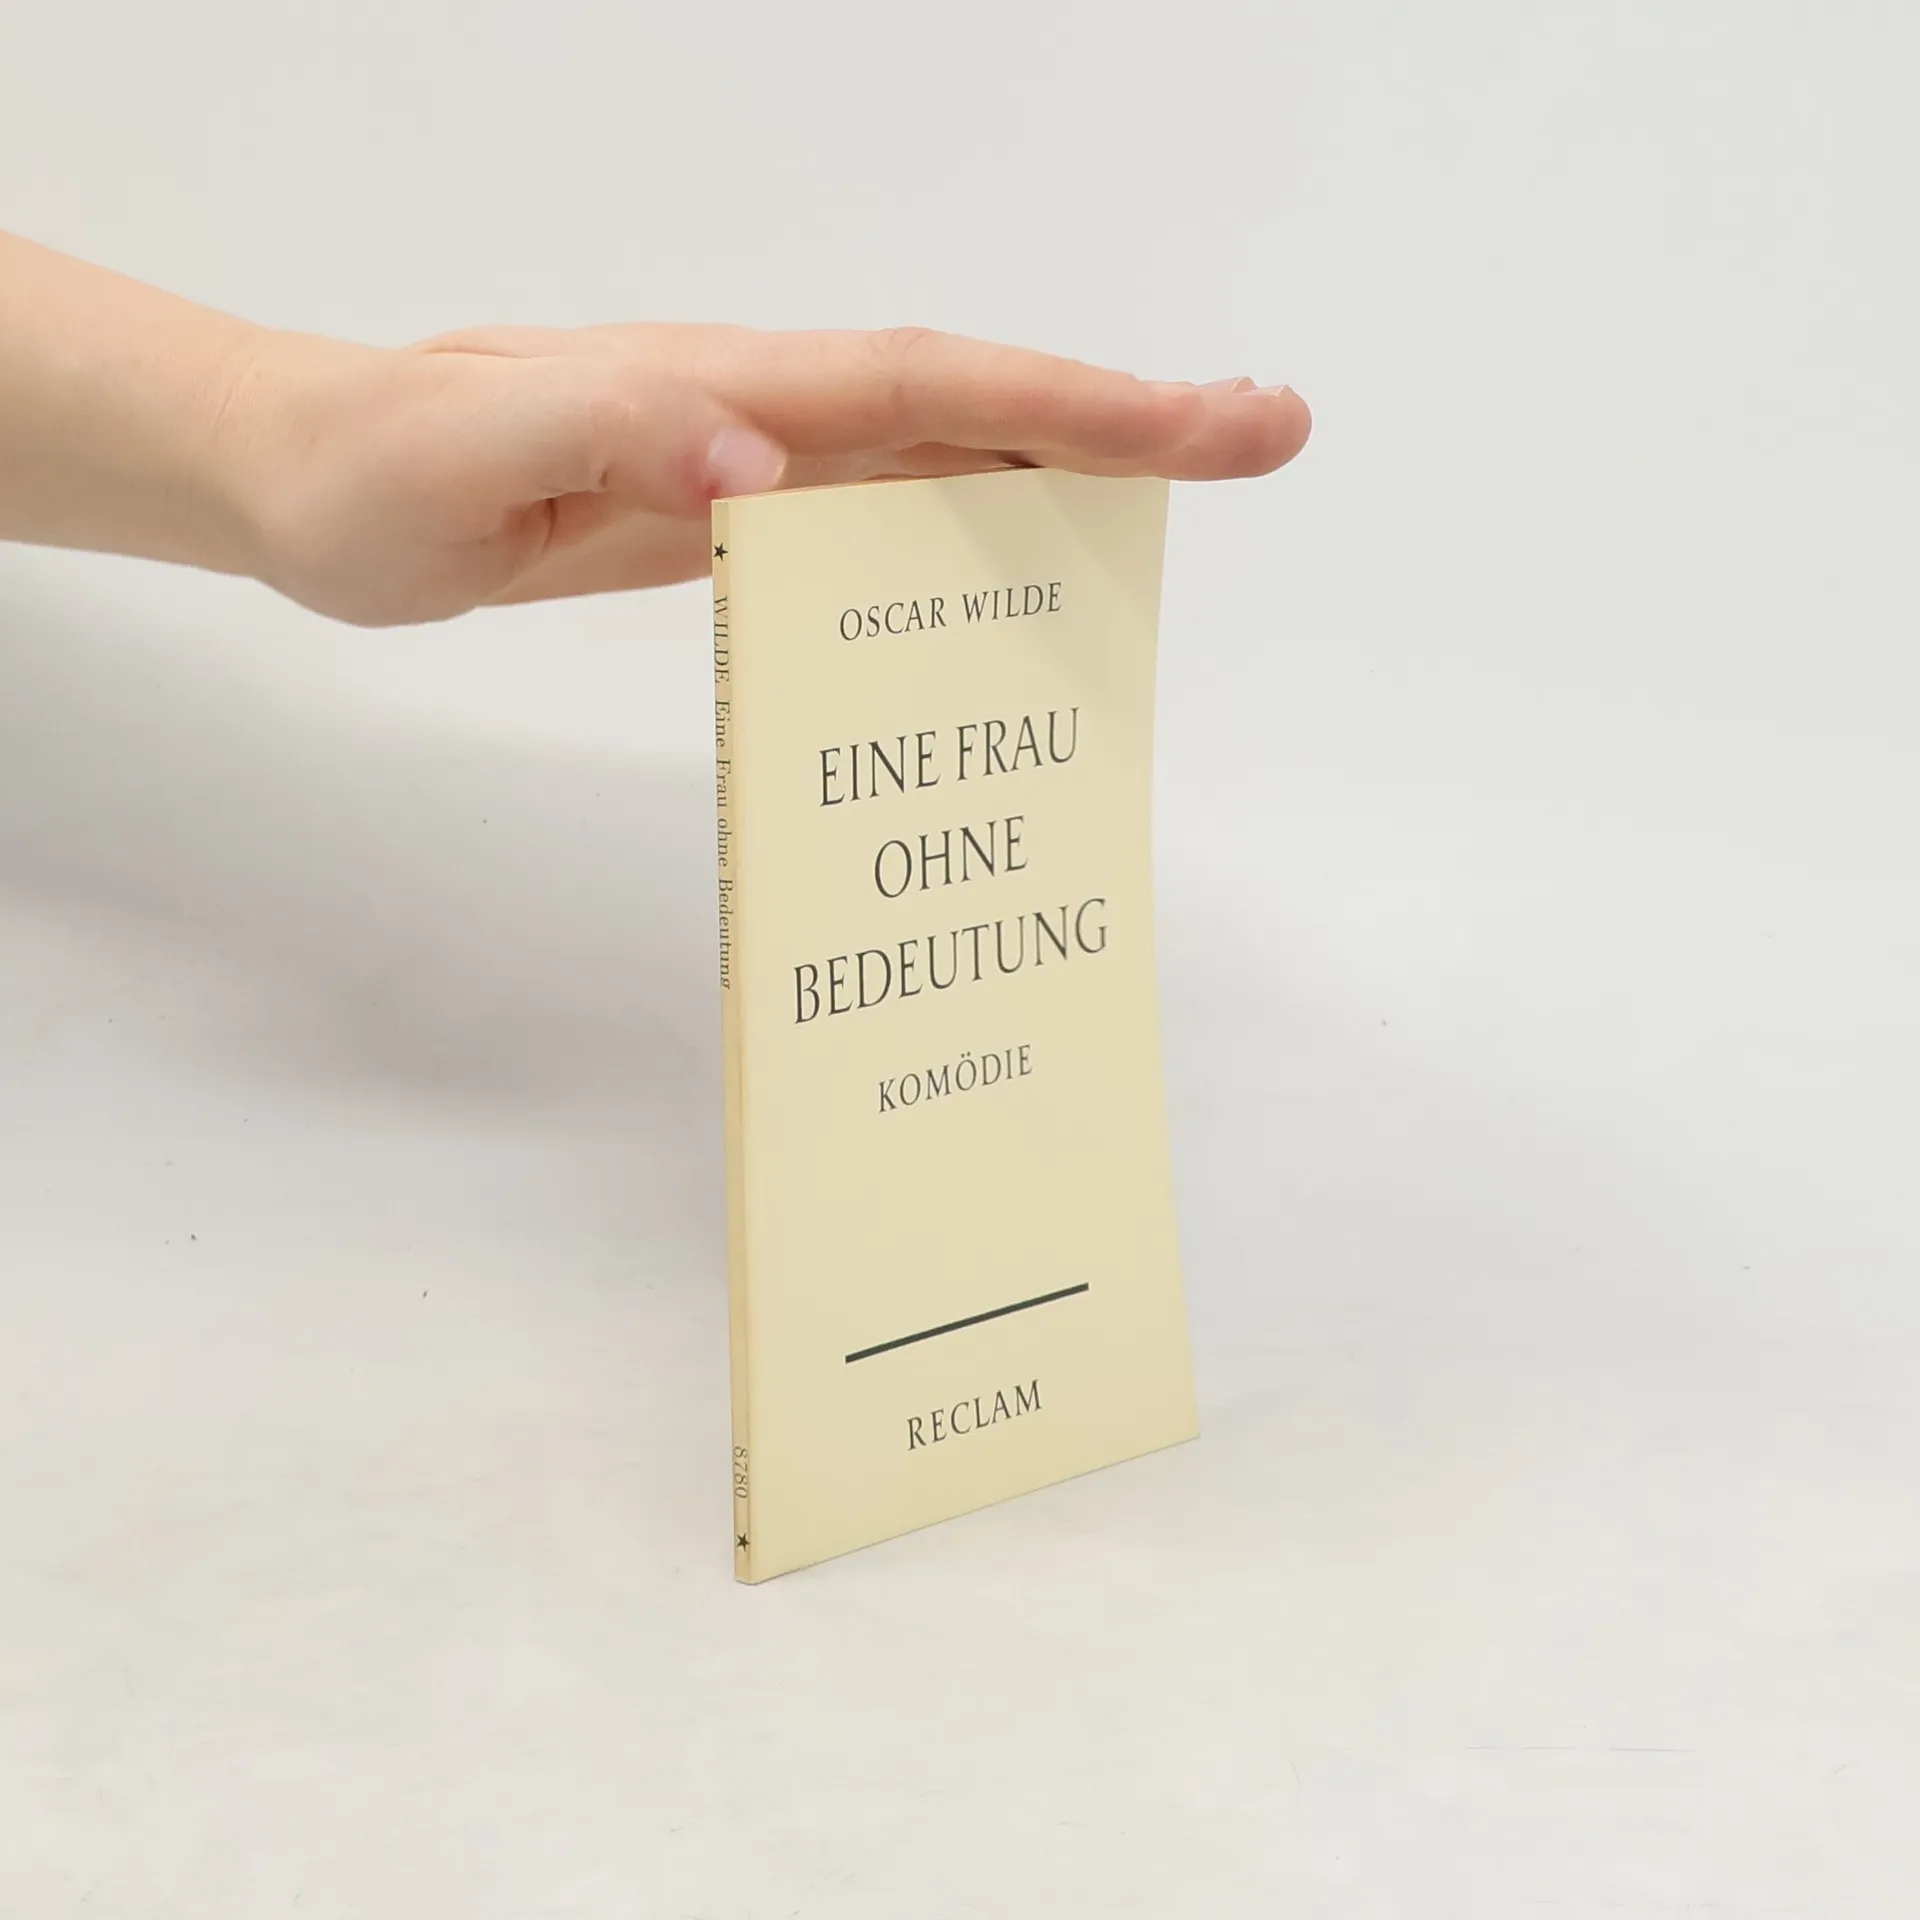 OSCAR WILDE
EINE FRAU
OHNE
BEDEUTUNG
KOMÖDIE
RECLAM
★ WILDE Eine Frau ohne Bedeutung 8780 ★